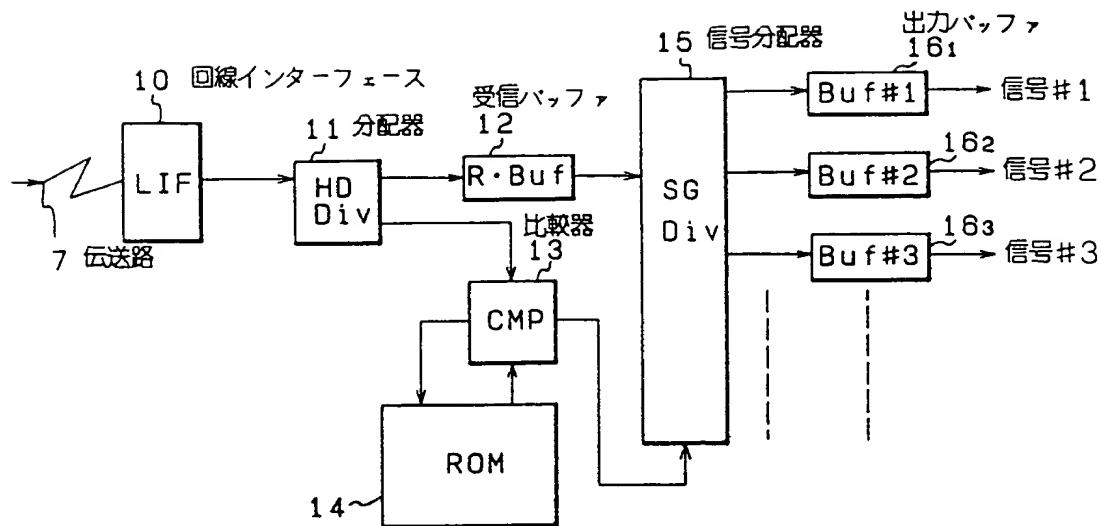 10 回線インターフェース
LIF
7 伝送路
11 分配器
HD
Div
受信バッファ
12
R・Buf
比較器
13
CMP
ROM
14
15 信号分配器
SG
Div
出力バッファ
16₁
Buf#1
信号#1
16₂
Buf#2
信号#2
16₃
Buf#3
信号#3